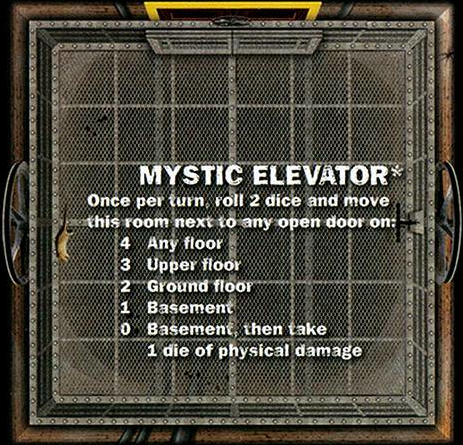 MYSTIC ELEVATOR*
Once per turn, roll 2 dice and move
this room next to any open door on:
4 Any floor
3 Upper floor
2 Ground floor
1 Basement
0 Basement, then take
1 die of physical damage